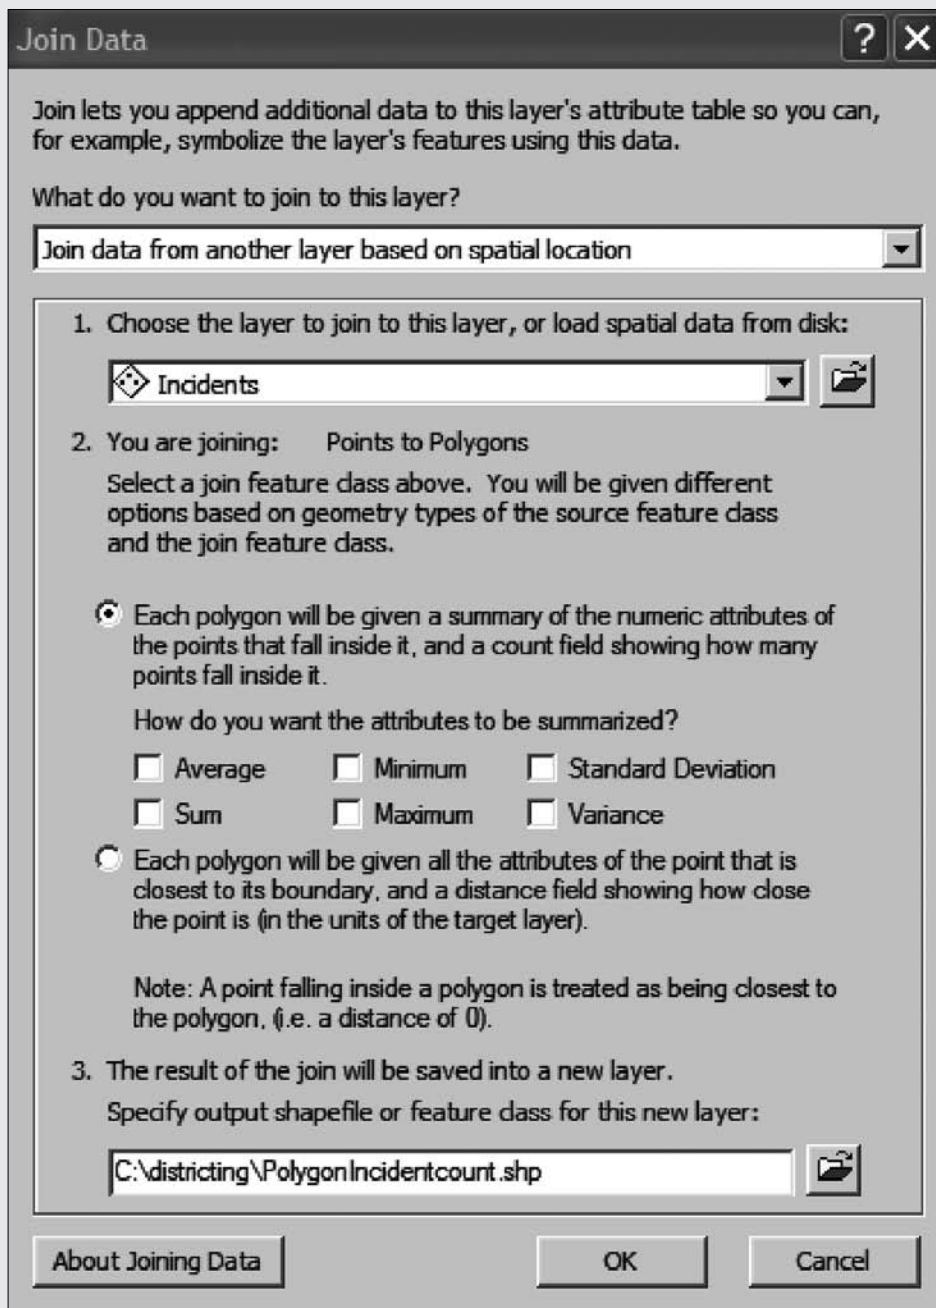 Join Data
?
Join lets you append additional data to this layer's attribute table so you can,
for example, symbolize the layer's features using this data.
What do you want to join to this layer?
Join data from another layer based on spatial location
1. Choose the layer to join to this layer, or load spatial data from disk:
Incidents
2. You are joining: Points to Polygons
Select a join feature class above. You will be given different
options based on geometry types of the source feature class
and the join feature class.
Each polygon will be given a summary of the numeric attributes of
the points that fall inside it, and a count field showing how many
points fall inside it.
How do you want the attributes to be summarized?
Average Minimum Standard Deviation
Sum Maximum Variance
Each polygon will be given all the attributes of the point that is
closest to its boundary, and a distance field showing how close
the point is (in the units of the target layer).
Note: A point falling inside a polygon is treated as being closest to
the polygon, (i.e. a distance of 0).
3. The result of the join will be saved into a new layer.
Specify output shapefile or feature class for this new layer:
C:\districting\PolygonIncidentcount.shp
About Joining Data OK Cancel